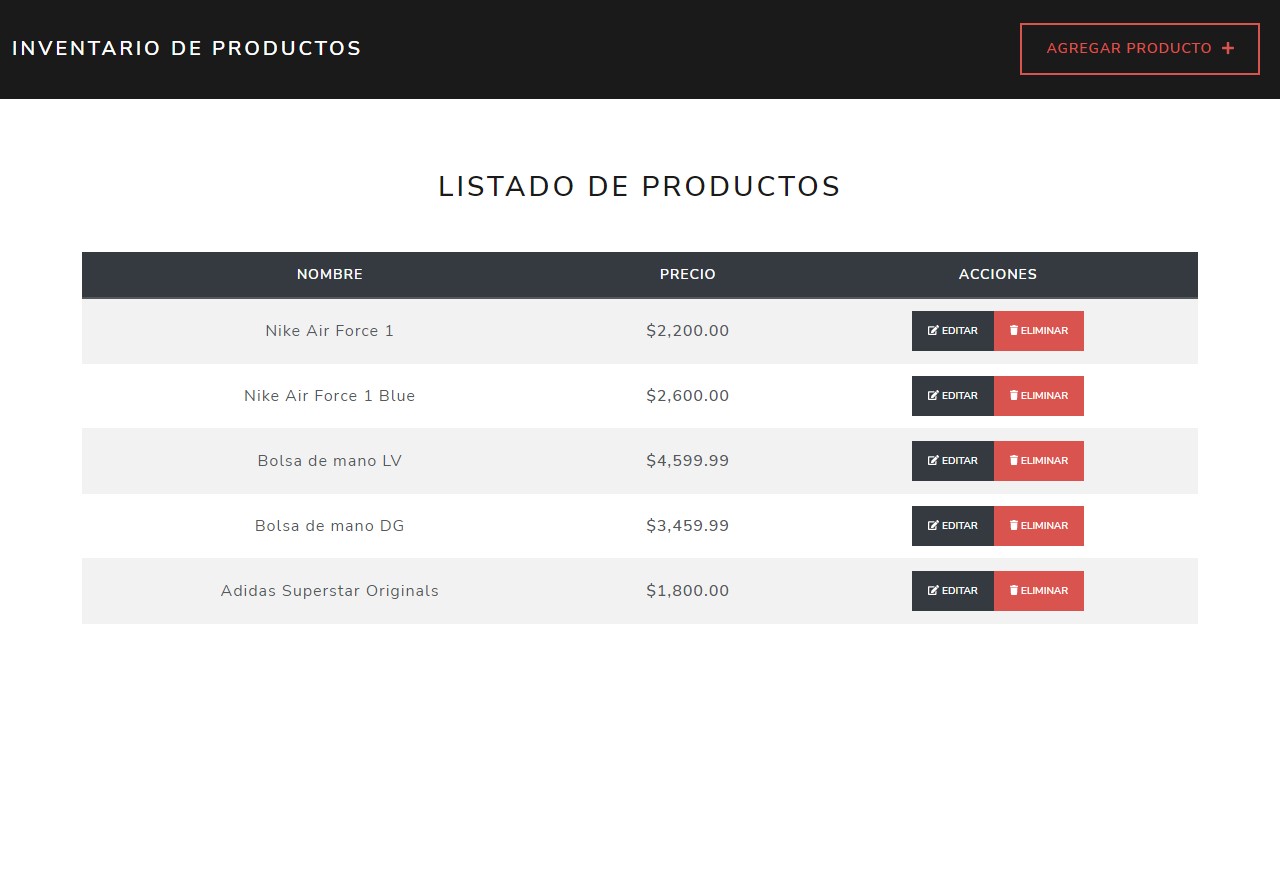 INVENTARIO DE PRODUCTOS
AGREGAR PRODUCTO
LISTADO DE PRODUCTOS
NOMBRE PRECIO ACCIONES
Nike Air Force 1 $2,200.00 EDITAR ELIMINAR
Nike Air Force 1 Blue $2,600.00 EDITAR ELIMINAR
Bolsa de mano LV $4,599.99 EDITAR ELIMINAR
Bolsa de mano DG $3,459.99 EDITAR ELIMINAR
Adidas Superstar Originals $1,800.00 EDITAR ELIMINAR